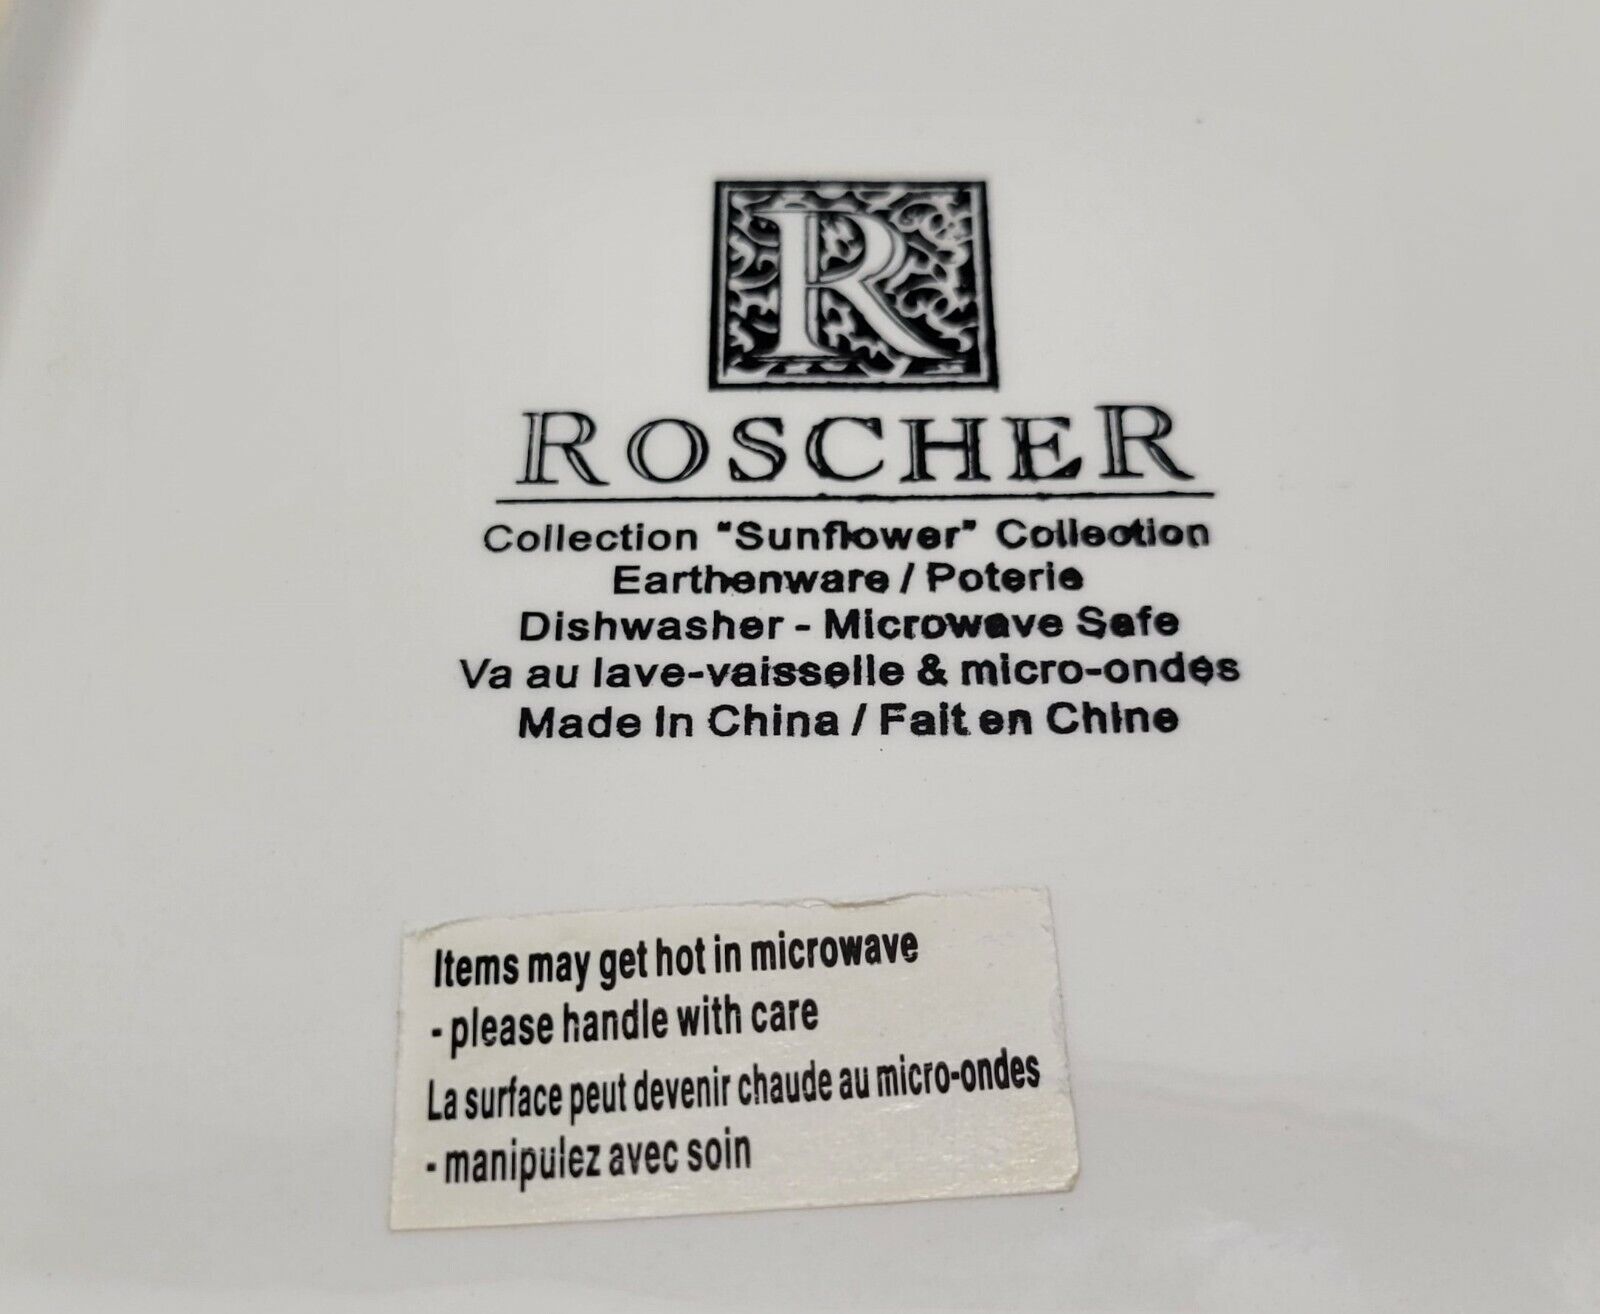 R
ROSCHER
Collection "Sunflower" Collection
Earthenware / Poterie
Dishwasher - Microwave Safe
Va au lave-vaisselle & micro-ondes
Made In China / Fait en Chine
Items may get hot in microwave
- please handle with care
La surface peut devenir chaude au micro-ondes
- manipulez avec soin